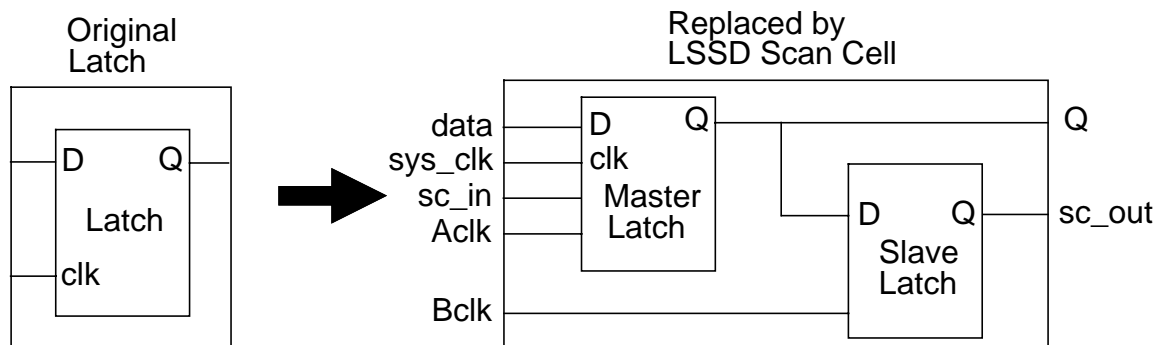 Original
Latch
D
Q
Latch
clk
Replaced by
LSSD Scan Cell
data
sys_clk
sc_in
Aclk
Bclk
D
Q
clk
Master
Latch
D
Q
Slave
Latch
Q
sc_out